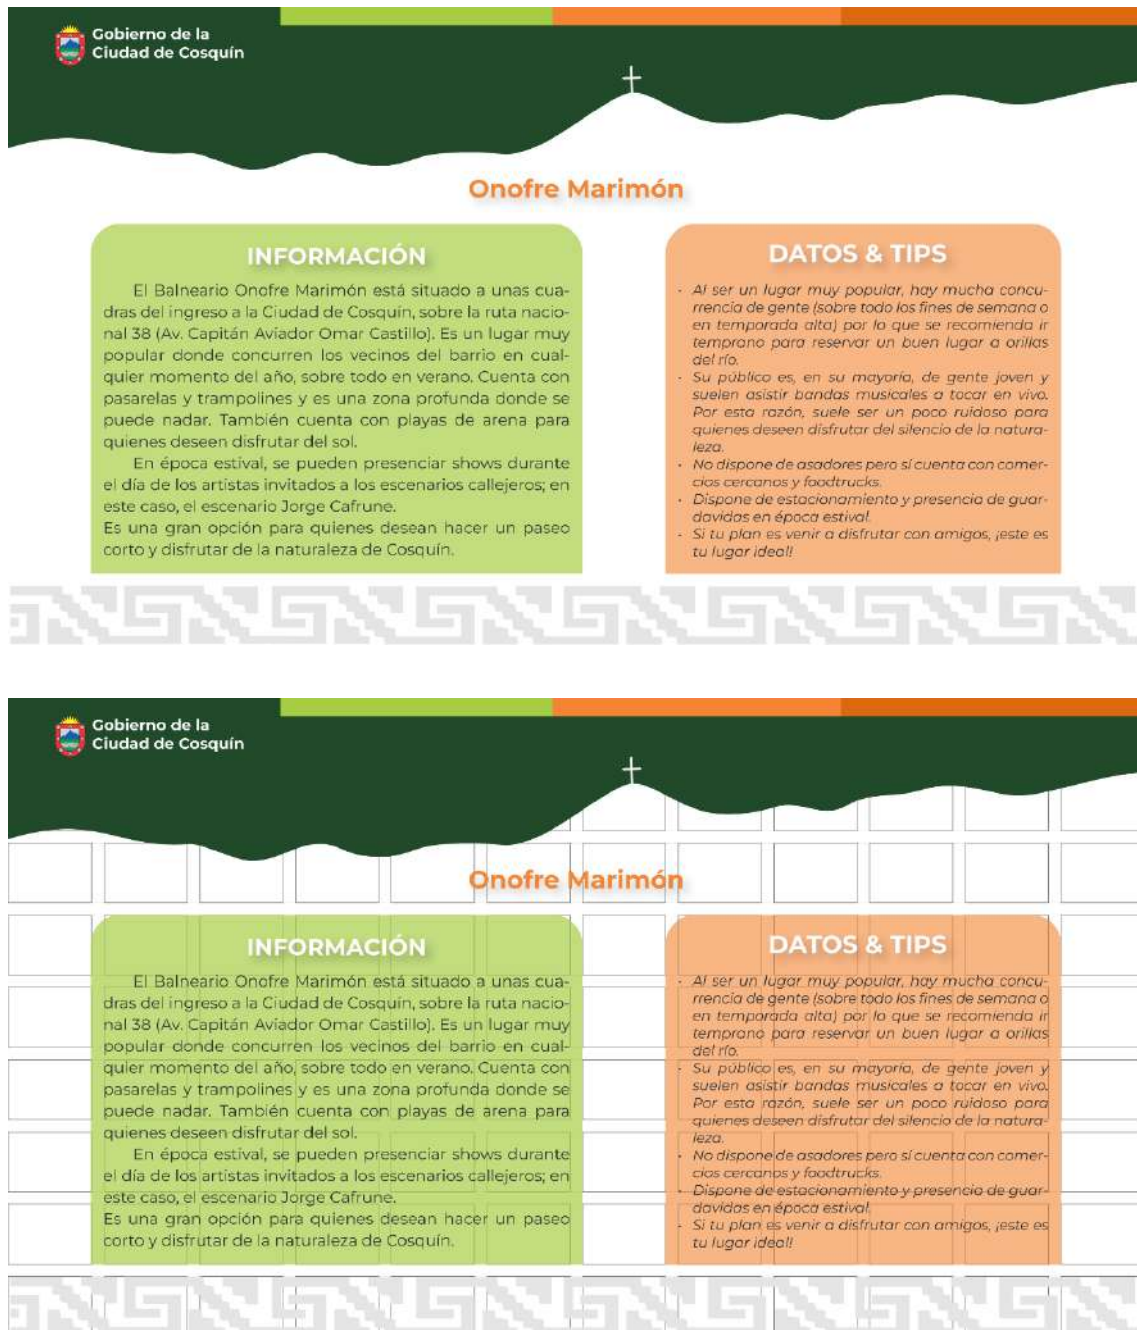 Gobierno de la
Ciudad de Cosquín
Onofre Marimón
INFORMACIÓN
El Balneario Onofre Marimón está situado a unas cua-
dras del ingreso a la Ciudad de Cosquín, sobre la ruta nacio-
nal 38 (Av. Capitán Aviador Omar Castillo). Es un lugar muy
popular donde concurren los vecinos del barrio en cual-
quier momento del año, sobre todo en verano. Cuenta con
pasarelas y trampolines y es una zona profunda donde se
puede nadar. También cuenta con playas de arena para
quienes deseen disfrutar del sol.
En época estival, se pueden presenciar shows durante
el día de los artistas invitados a los escenarios callejeros; en
este caso, el escenario Jorge Cafrune.
Es una gran opción para quienes desean hacer un paseo
corto y disfrutar de la naturaleza de Cosquín.
DATOS & TIPS
- Al ser un lugar muy popular, hay mucha concu-
rrencia de gente (sobre todo los fines de semana o
en temporada alta) por lo que se recomienda ir
temprano para reservar un buen lugar a orillas
del río.
- Su público es, en su mayoría, de gente joven y
suelen asistir bandas musicales a tocar en vivo.
Por esta razón, suele ser un poco ruidoso para
quienes deseen disfrutar del silencio de la natura-
leza.
- No dispone de asadores pero sí cuenta con comer-
cios cercanos y foodtrucks.
- Dispone de estacionamiento y presencia de guar-
davidas en época estival.
- Si tu plan es venir a disfrutar con amigos, ¡este es
tu lugar ideal!
Gobierno de la
Ciudad de Cosquín
Onofre Marimón
INFORMACIÓN
El Balneario Onofre Marimón está situado a unas cua-
dras del ingreso a la Ciudad de Cosquín, sobre la ruta nacio-
nal 38 (Av. Capitán Aviador Omar Castillo). Es un lugar muy
popular donde concurren los vecinos del barrio en cual-
quier momento del año, sobre todo en verano. Cuenta con
pasarelas y trampolines y es una zona profunda donde se
puede nadar. También cuenta con playas de arena para
quienes deseen disfrutar del sol.
En época estival, se pueden presenciar shows durante
el día de los artistas invitados a los escenarios callejeros; en
este caso, el escenario Jorge Cafrune.
Es una gran opción para quienes desean hacer un paseo
corto y disfrutar de la naturaleza de Cosquín.
DATOS & TIPS
- Al ser un lugar muy popular, hay mucha concu-
rrencia de gente (sobre todo los fines de semana o
en temporada alta) por lo que se recomienda ir
temprano para reservar un buen lugar a orillas
del río.
- Su público es, en su mayoría, de gente joven y
suelen asistir bandas musicales a tocar en vivo.
Por esta razón, suele ser un poco ruidoso para
quienes deseen disfrutar del silencio de la natura-
leza.
- No dispone de asadores pero sí cuenta con comer-
cios cercanos y foodtrucks.
- Dispone de estacionamiento y presencia de guar-
davidas en época estival.
- Si tu plan es venir a disfrutar con amigos, ¡este es
tu lugar ideal!